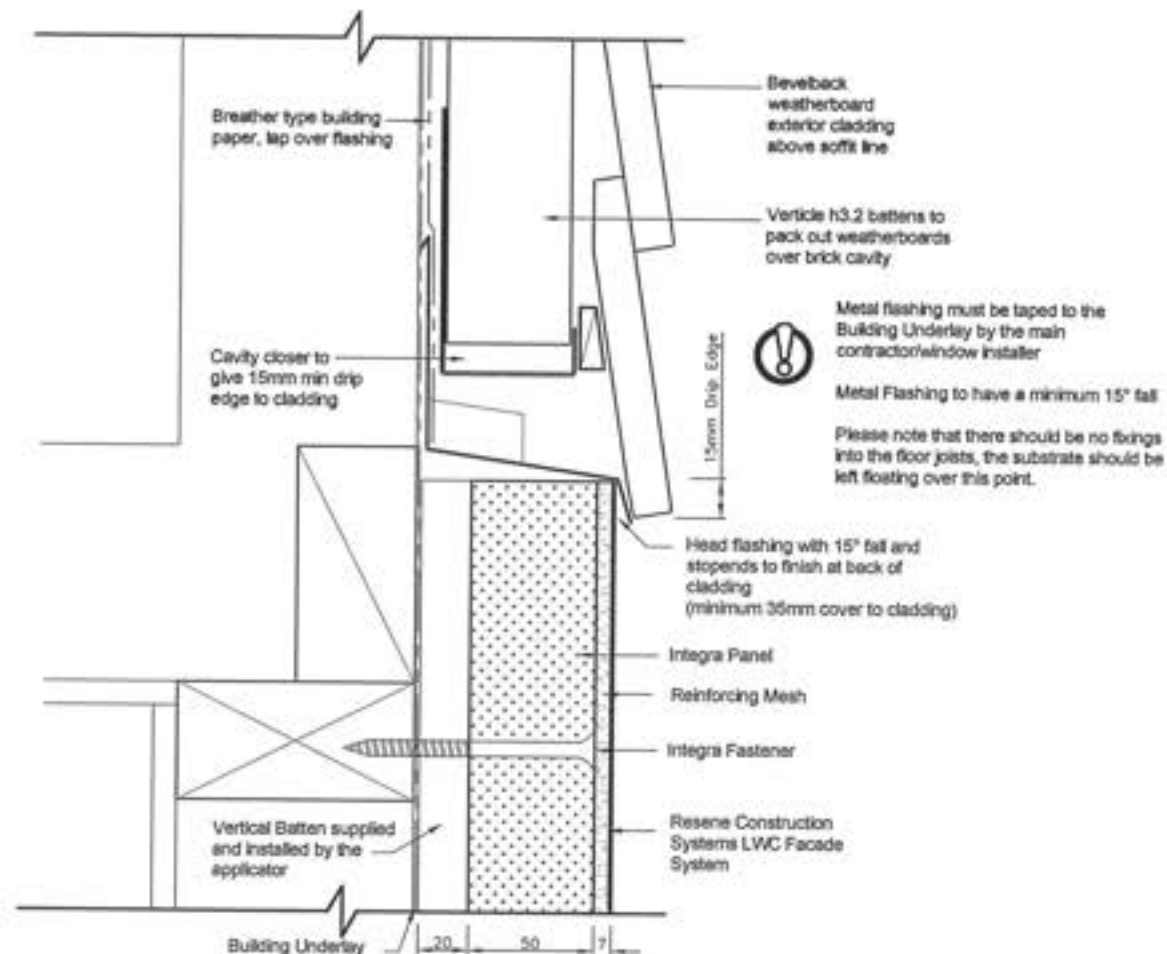 Breather type building
paper, lap over flashing
Bevelback
weatherboard
exterior cladding
above soffit line
Verticle h3.2 battens to
pack out weatherboards
over brick cavity
Metal flashing must be taped to the
Building Underlay by the main
contractor/window installer
Metal Flashing to have a minimum 15° fall
Please note that there should be no fixings
into the floor joists, the substrate should be
left floating over this point.
Cavity closer to
give 15mm min drip
edge to cladding
15mm Drip Edge
Head flashing with 15° fall and
stopends to finish at back of
cladding
(minimum 35mm cover to cladding)
Integra Panel
Reinforcing Mesh
Integra Fastener
Resene Construction
Systems LWC Facade
System
Vertical Batten supplied
and installed by the
applicator
Building Underlay
20
50
7